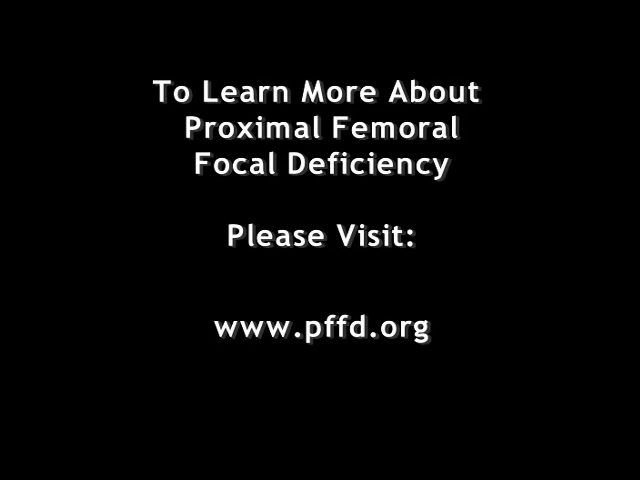 To Learn More About
Proximal Femoral
Focal Deficiency
Please Visit:
www.pffd.org